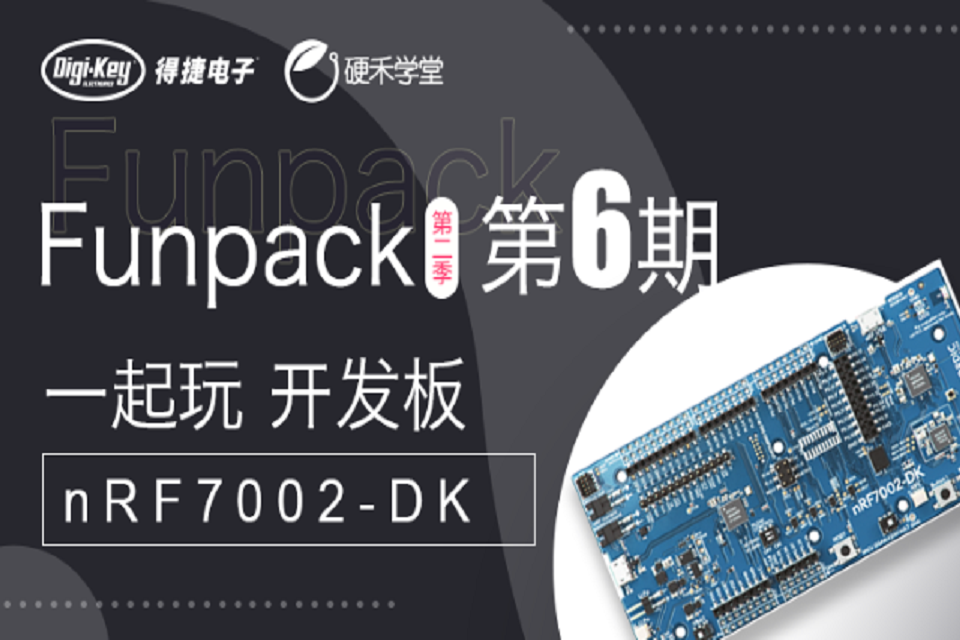 Digi-Key 得捷电子 硬禾学堂
ELECTRONICS
Funpack
Funpack 第二季 第6期
一起玩 开发板
nRF7002-DK
nRF7002-DK